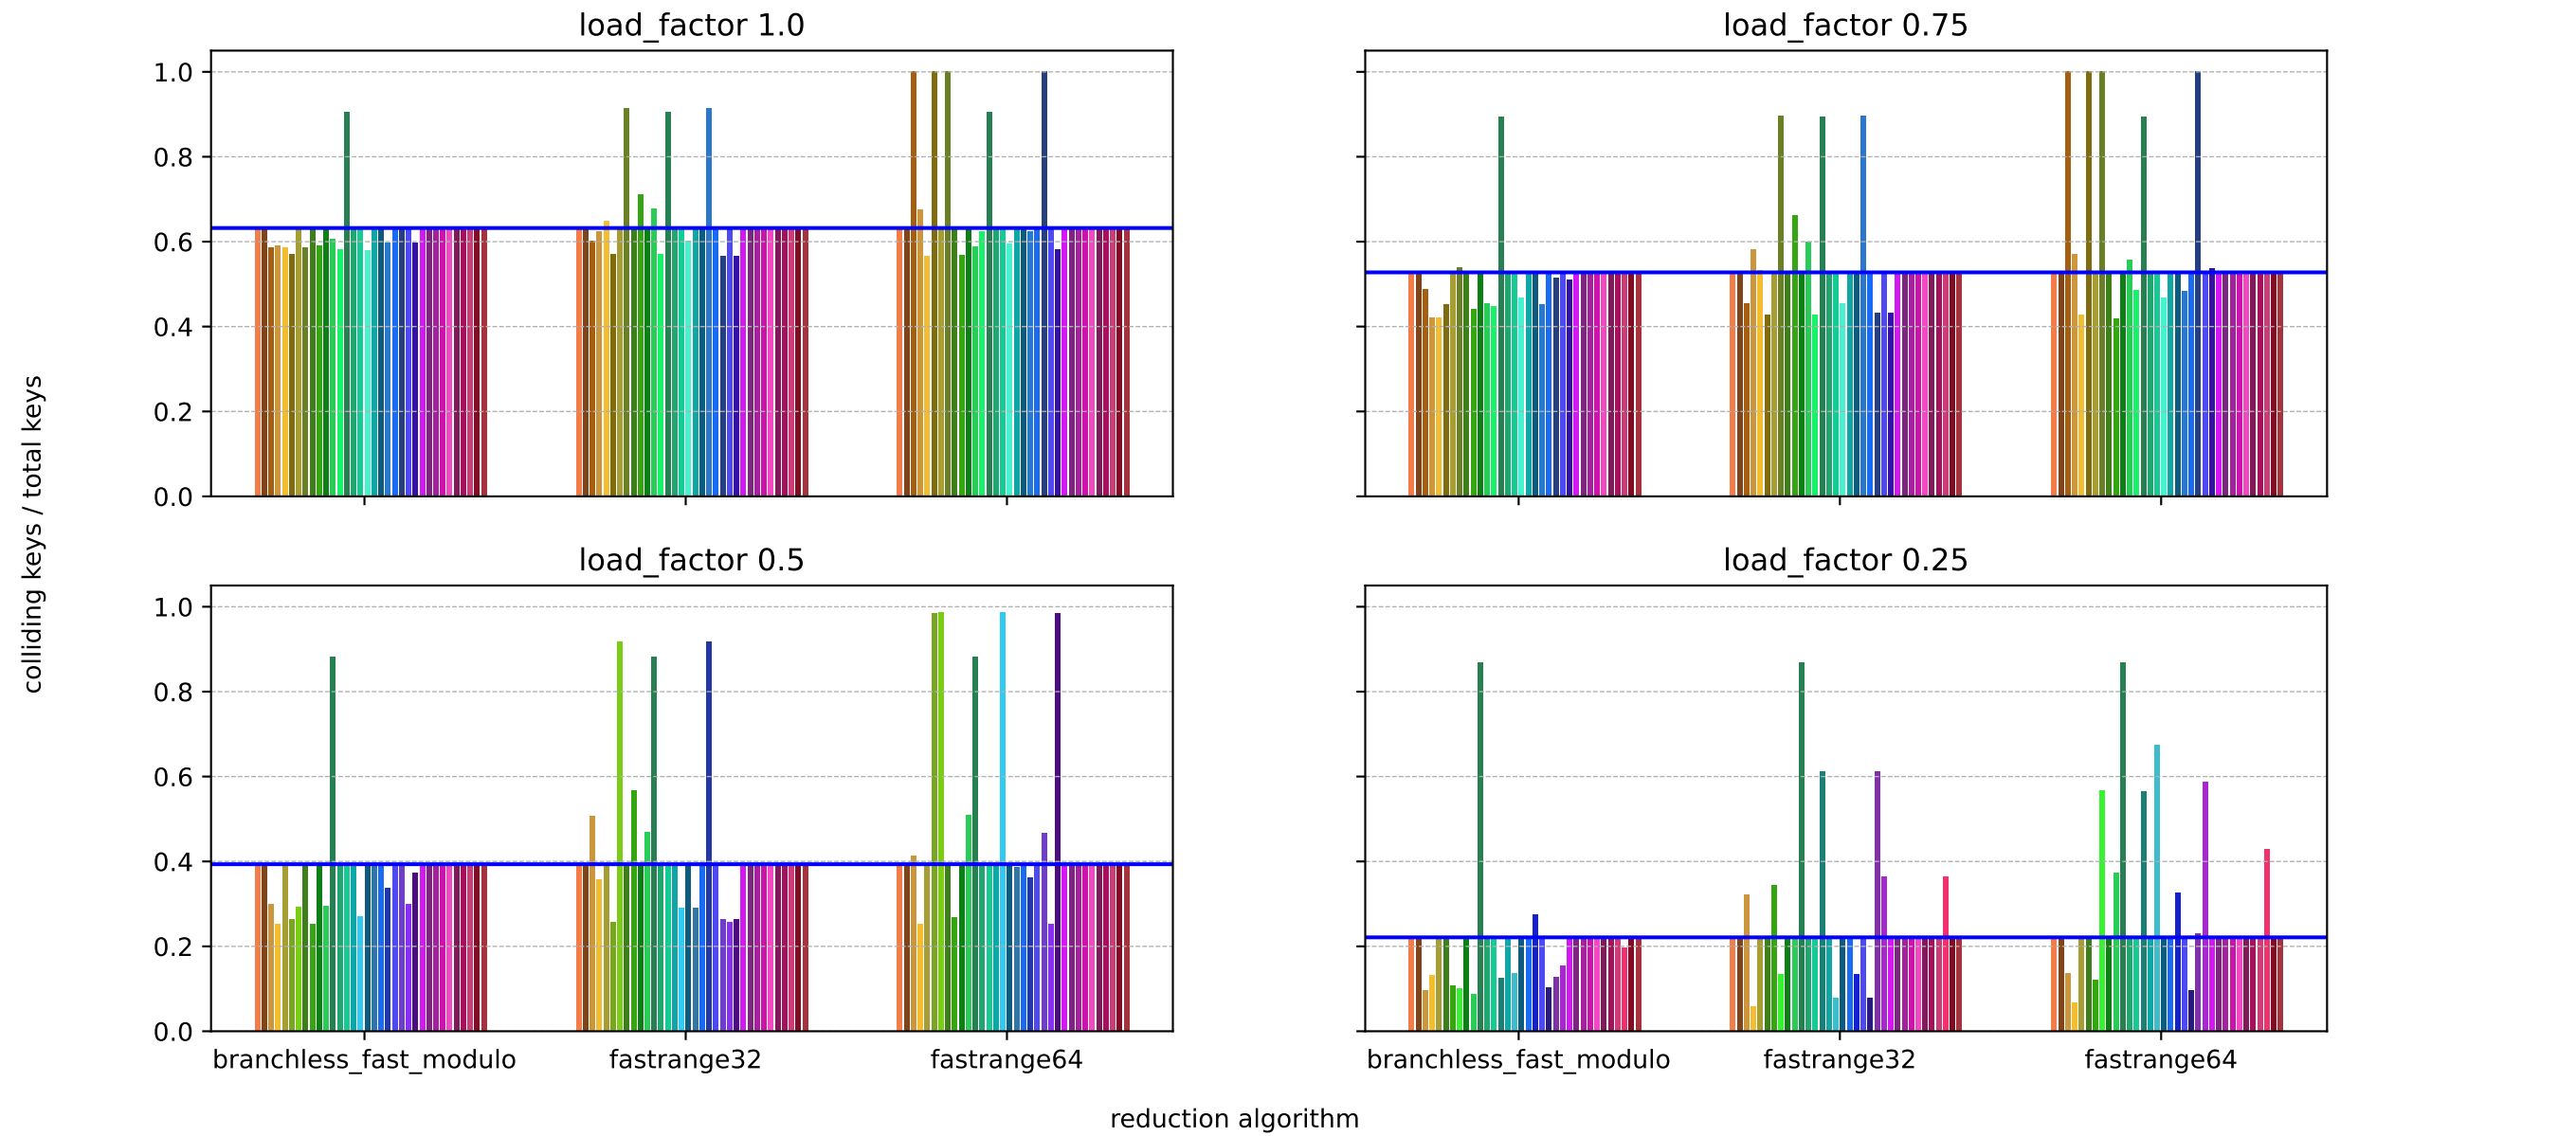 load_factor 1.0
load_factor 0.75
1.0
0.8
0.6
0.4
0.2
0.0
load_factor 0.5
load_factor 0.25
1.0
0.8
0.6
0.4
0.2
0.0
colliding keys / total keys
branchless_fast_modulo
fastrange32
fastrange64
branchless_fast_modulo
fastrange32
fastrange64
reduction algorithm